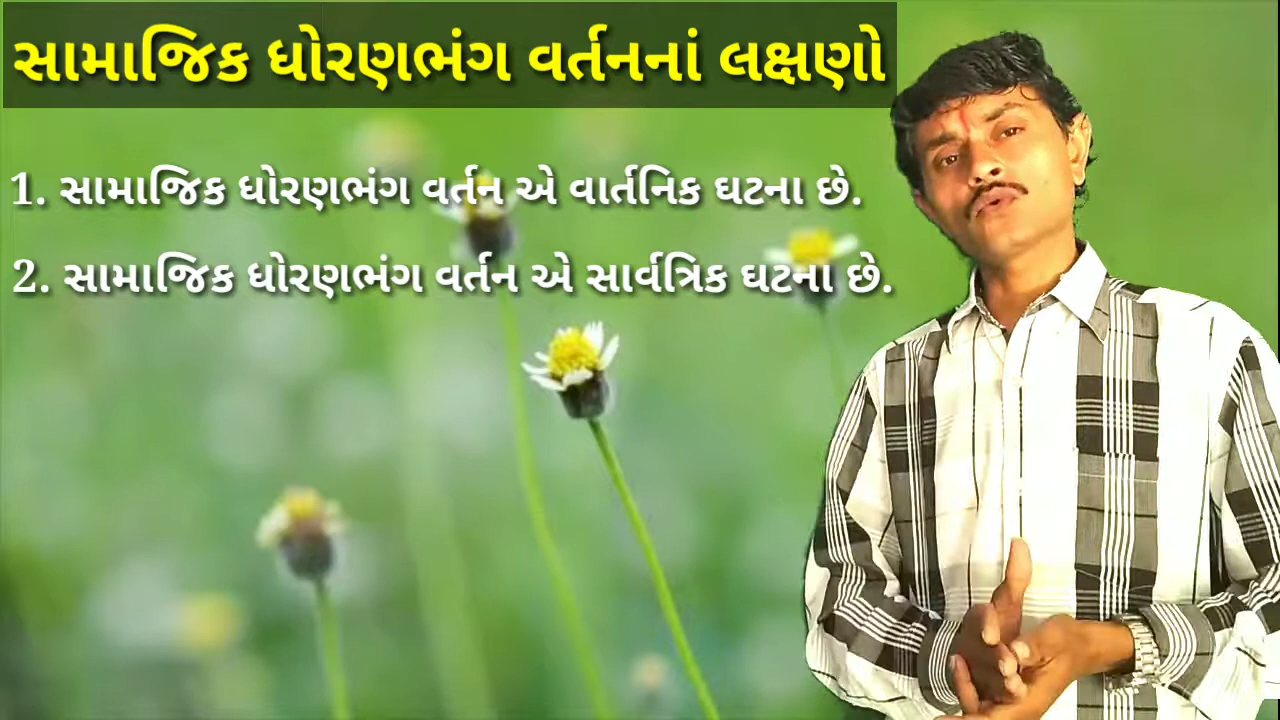 સામાજિક ધોરણભંગ વર્તનનાં લક્ષણો
1. સામાજિક ધોરણભંગ વર્તન એ વાર્તનિક ઘટના છે.
2. સામાજિક ધોરણભંગ વર્તન એ સાર્વત્રિક ઘટના છે.